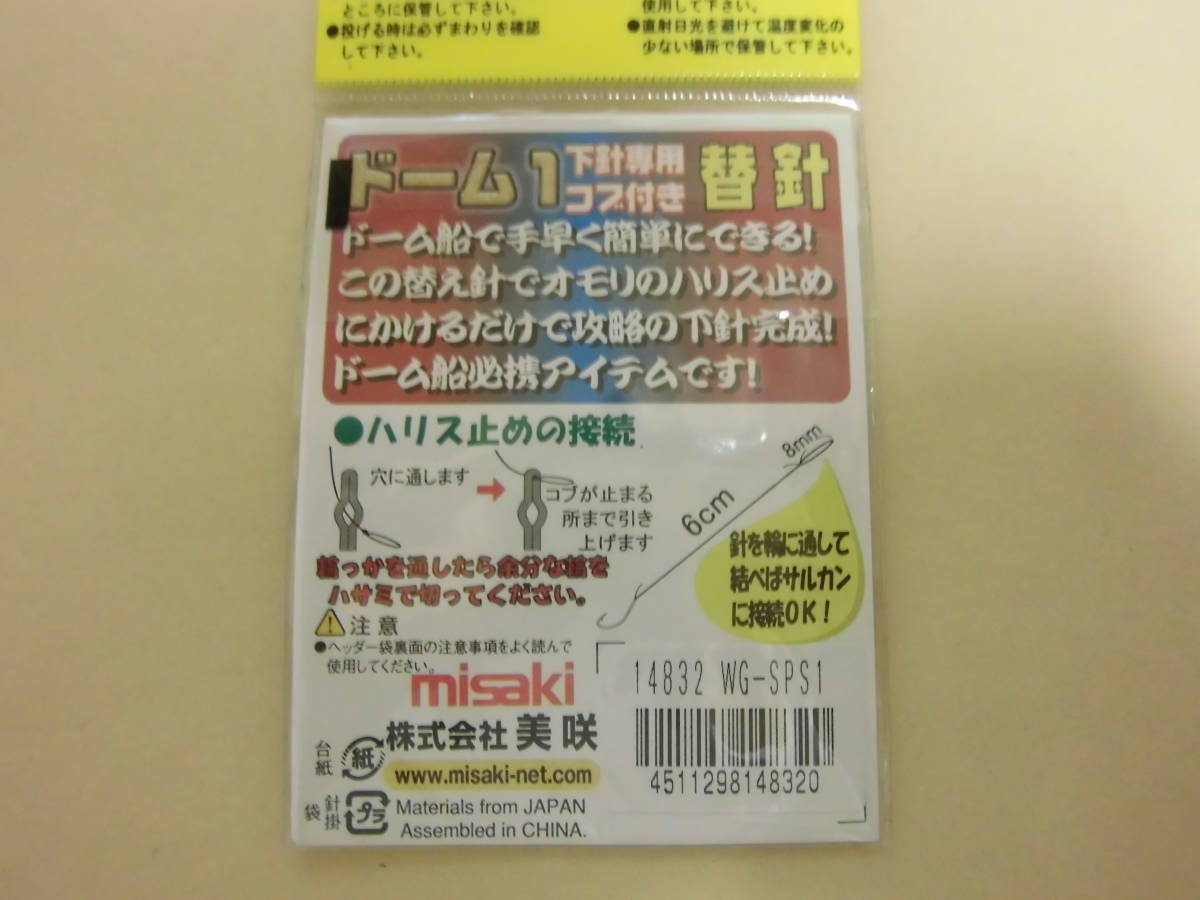 ところに保管して下さい。
●投げる時は必ずまわりを確認
して下さい。
使用して下さい。
●直射日光を避けて温度変化の
少ない場所で保管して下さい。
ドーム1
下針専用
コブ付き
替針
ドーム船で手早く簡単にできる!
この替え針でオモリのハリス止め
にかけるだけで攻略の下針完成!
ドーム船必携アイテムです!
●ハリス止めの接続
穴に通します
コブが止まる
所まで引き
上げます
輪っかを通したら余分な輪を
ハサミで切ってください。
8mm
6cm
針を輪に通して
結べばサルカン
に接続OK!
注意
●ヘッダー袋裏面の注意事項をよく読んで
使用してください。
misaki
株式会社 美咲
www.misaki-net.com
台紙
紙
袋
針掛
プラ
Materials from JAPAN
Assembled in CHINA.
14832 WG-SPS1
4511298148320